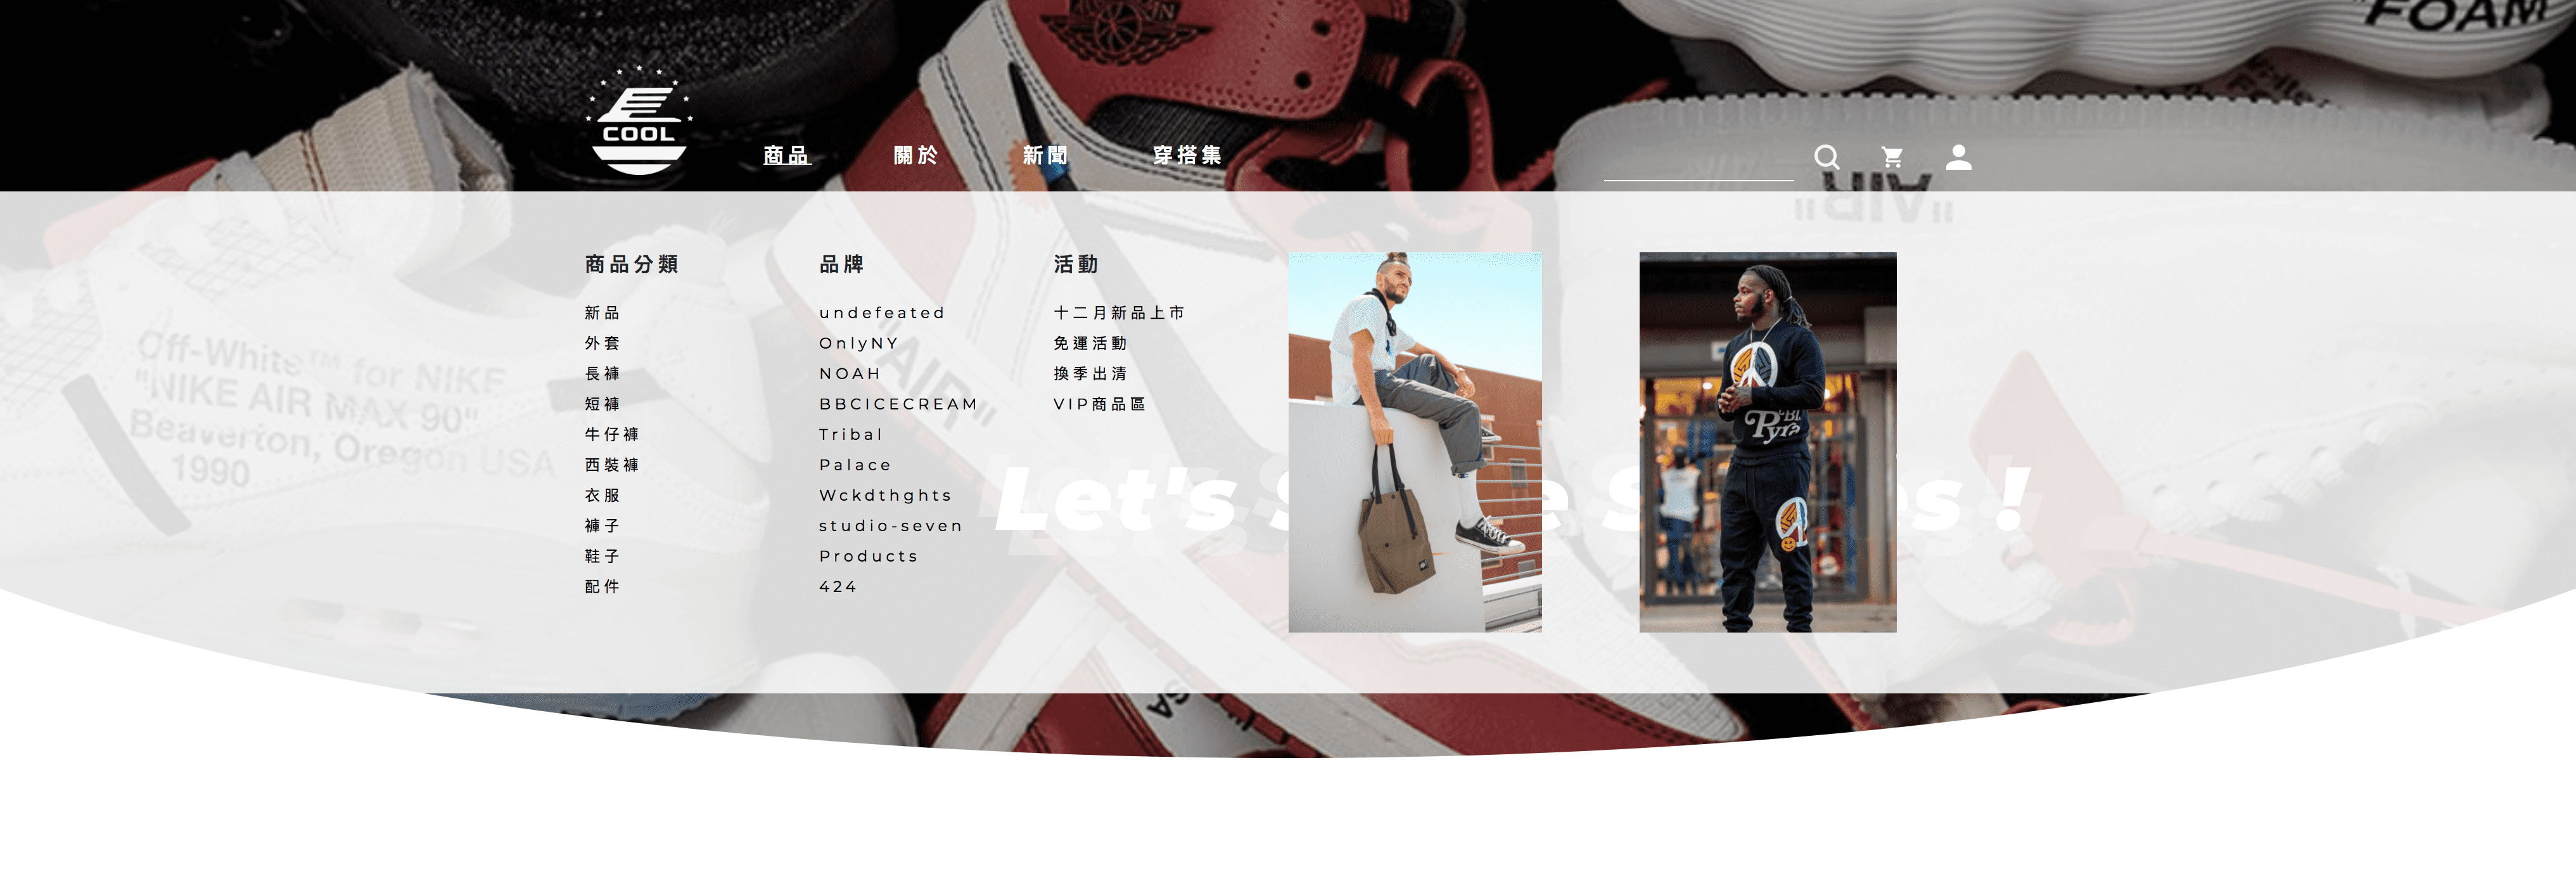 "FOAM
COOL
商品
關於
新聞
穿搭集
"AIR"
商品分類
新品
外套
長褲
短褲
牛仔褲
西裝褲
衣服
褲子
鞋子
配件
品牌
undefeated
OnlyNY
NOAH
BBCICECREAM
Tribal
Palace
Wckdthghts
studio-seven
Products
424
活動
十二月新品上市
免運活動
換季出清
VIP商品區
Off-White™ for NIKE
"NIKE AIR MAX 90"
Beaverton, Oregon USA
1990
"AIR"
Let's
Pyra